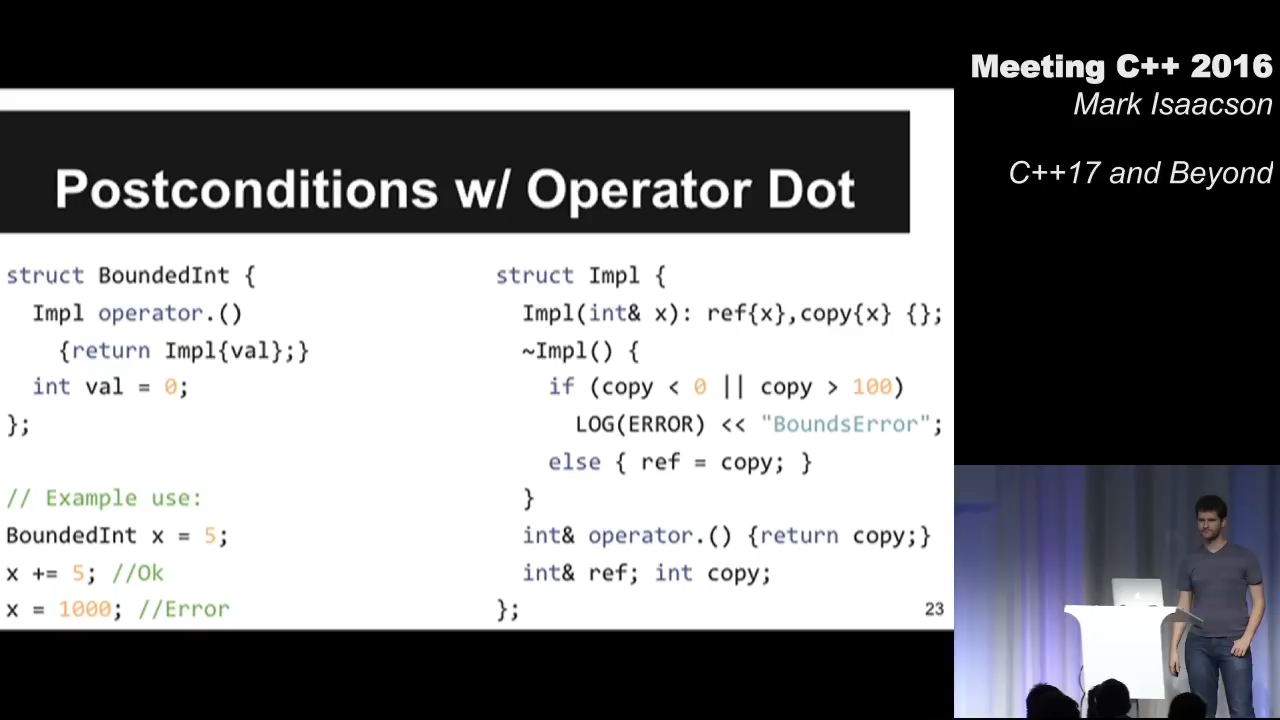 Meeting C++ 2016
Mark Isaacson
C++17 and Beyond
Postconditions w/ Operator Dot
struct BoundedInt {
Impl operator.()
{return Impl{val};}
int val = 0;
};
// Example use:
BoundedInt x = 5;
x += 5; //Ok
x = 1000; //Error
struct Impl {
Impl(int& x): ref{x},copy{x} {};
~Impl() {
if (copy < 0 || copy > 100)
LOG(ERROR) << "BoundsError";
else { ref = copy; }
}
int& operator.() {return copy;}
int& ref; int copy;
};
23